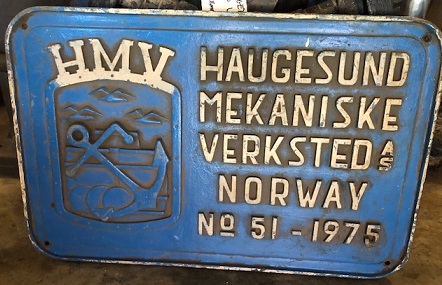 HMV
HAUGESUND
MEKANISKE
VERKSTED A/S
NORWAY
No 51 - 1975